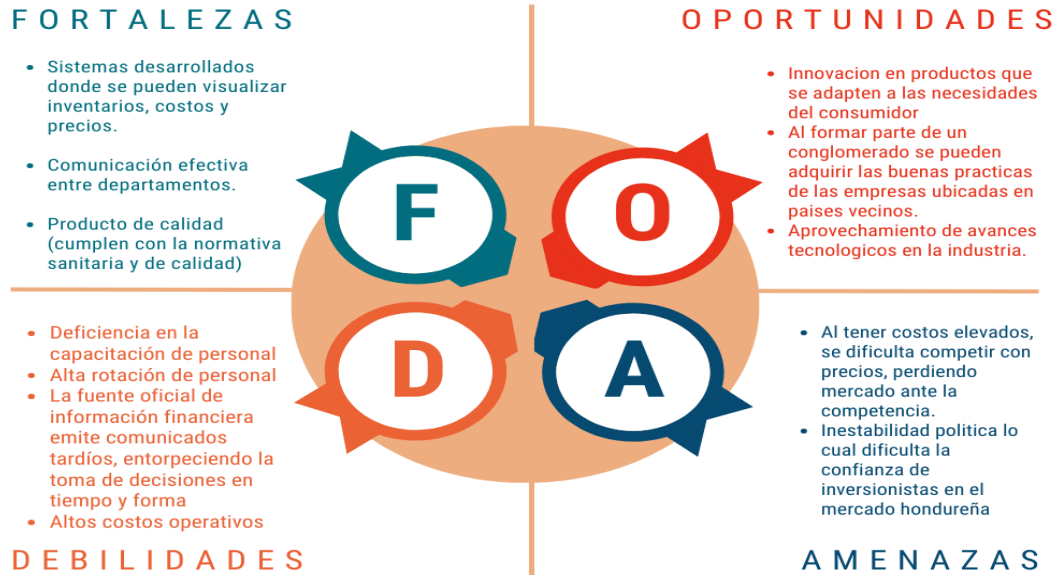 FORTALEZAS
• Sistemas desarrollados
donde se pueden visualizar
inventarios, costos y
precios.
• Comunicación efectiva
entre departamentos.
• Producto de calidad
(cumplen con la normativa
sanitaria y de calidad)
OPORTUNIDADES
• Innovacion en productos que
se adapten a las necesidades
del consumidor
• Al formar parte de un
conglomerado se pueden
adquirir las buenas practicas
de las empresas ubicadas en
paises vecinos.
• Aprovechamiento de avances
tecnologicos en la industria.
F
O
D
A
• Deficiencia en la
capacitación de personal
• Alta rotación de personal
• La fuente oficial de
información financiera
emite comunicados
tardíos, entorpeciendo la
toma de decisiones en
tiempo y forma
• Altos costos operativos
DEBILIDADES
• Al tener costos elevados,
se dificulta competir con
precios, perdiendo
mercado ante la
competencia.
• Inestabilidad politica lo
cual dificulta la
confianza de
inversionistas en el
mercado hondureña
AMENAZAS